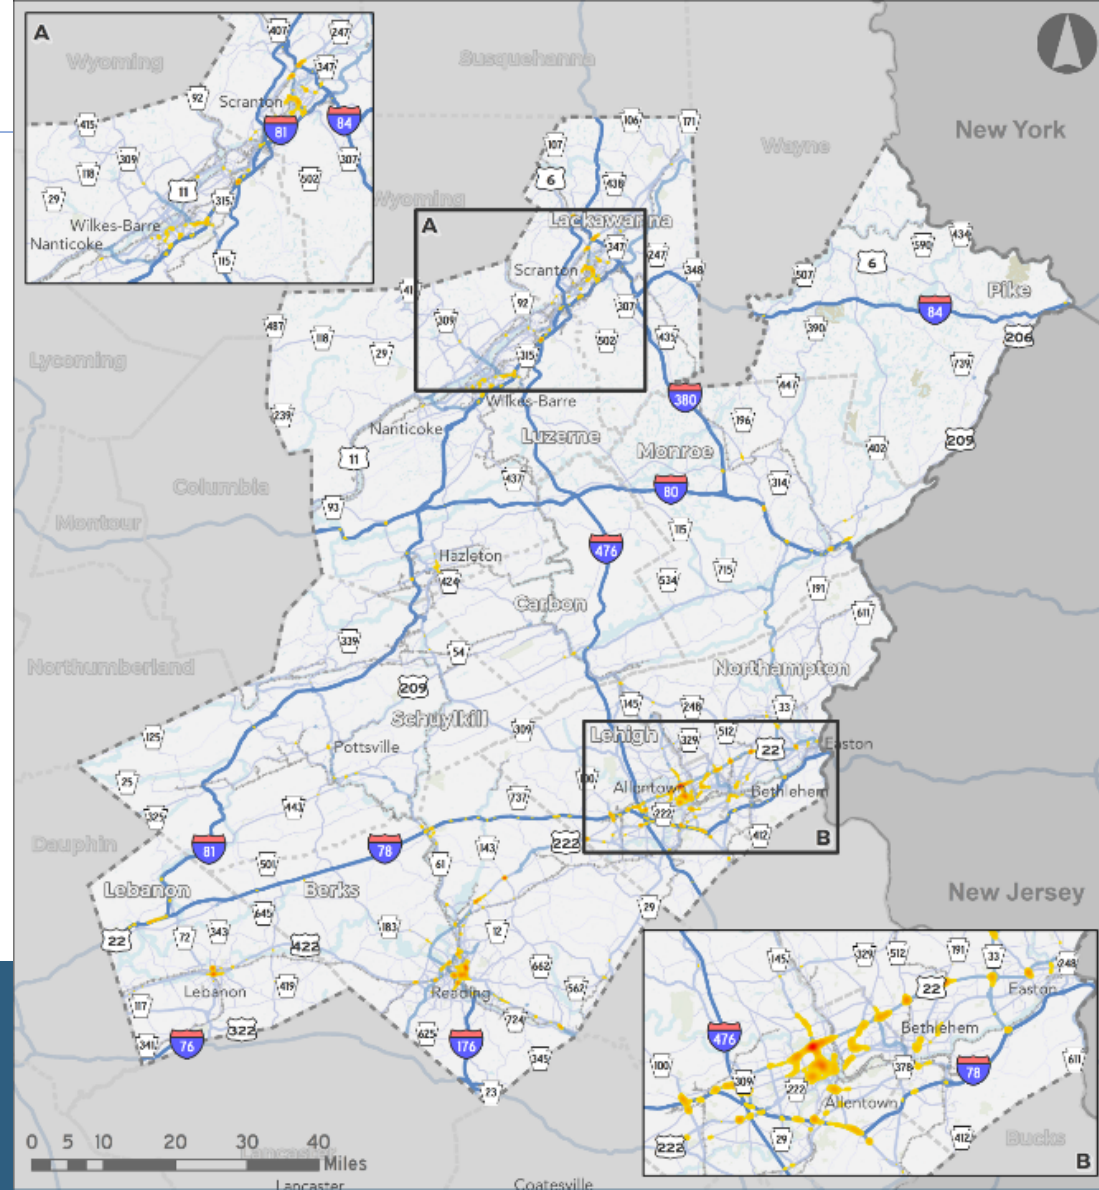 A
407
247
Wyoming
347
92
Scranton
81
84
415
309
118
307
502
11
29
315
Wilkes-Barre
Nanticoke
115
Susquehanna
106
171
107
New York
Wayne
6
438
Wyoming
A
Lackawanna
434
590
347
247
6
Scranton
348
507
Pike
41
92
307
84
309
487
390
118
315
502
435
206
29
Lycoming
739
447
380
Wilkes-Barre
239
196
Nanticoke
Luzerne
209
Monroe
402
11
437
314
Columbia
80
93
Montour
115
476
Hazleton
424
534
715
191
Carbon
611
339
54
Northumberland
Northampton
209
145
248
33
Schuylkill
309
512
125
Lehigh
329
22
Easton
Pottsville
25
100
Allentown
Bethlehem
737
443
325
222
412
B
Dauphin
81
78
143
222
61
501
Lebanon
Berks
New Jersey
29
645
183
12
22
72
343
422
662
145
329
512
191
33
248
Lebanon
419
Reading
562
22
Easton
117
724
Bethlehem
476
322
625
341
76
176
345
100
378
78
611
309
222
23
Allentown
0 5 10 20 30 40
Miles
29
412
Bucks
222
B
Lancaster
Lancaster
Coatesville